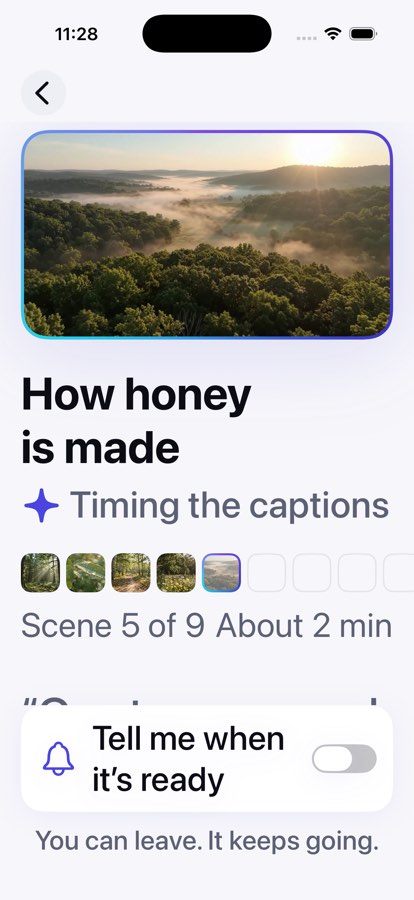 11:28
How honey
is made
Timing the captions
Scene 5 of 9 About 2 min
Tell me when
it's ready
You can leave. It keeps going.